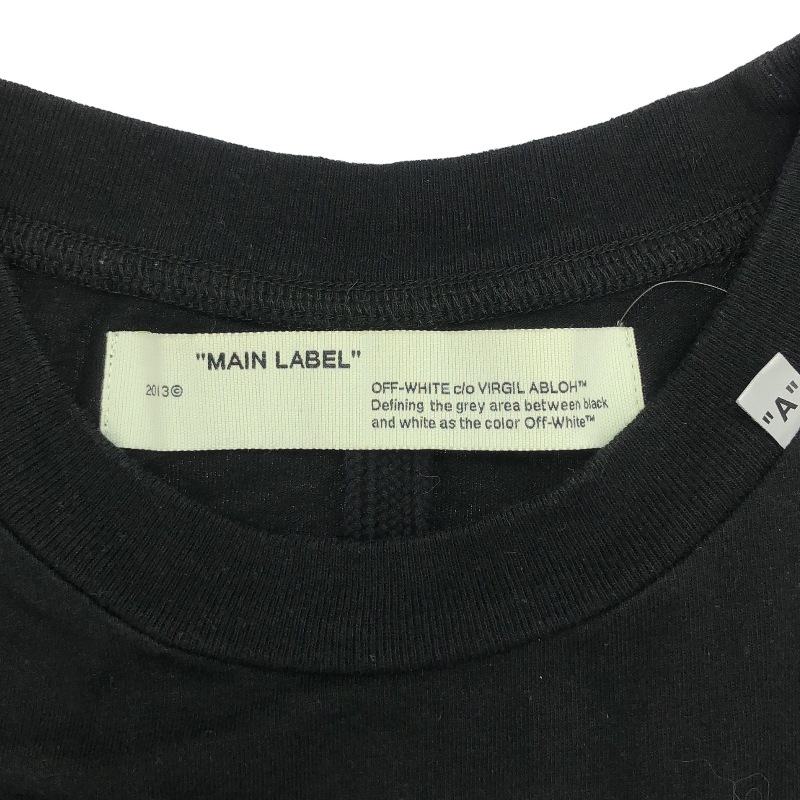 "MAIN LABEL"
2013©
OFF-WHITE c/o VIRGIL ABLOH™
Defining the grey area between black
and white as the color Off-White™
"A"